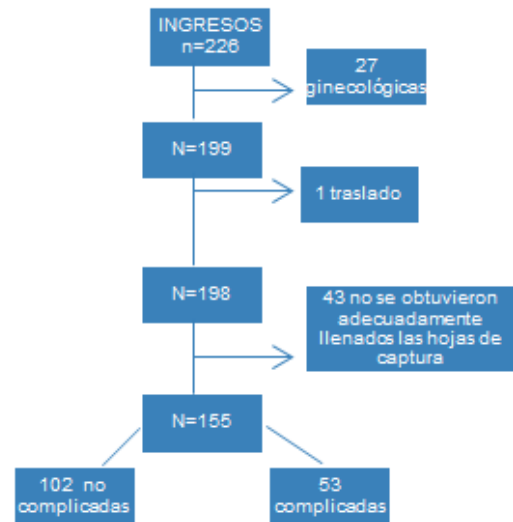 INGRESOS
n=226
27
ginecológicas
N=199
1 traslado
N=198
43 no se obtuvieron
adecuadamente
llenados las hojas de
captura
N=155
102 no
complicadas
53
complicadas